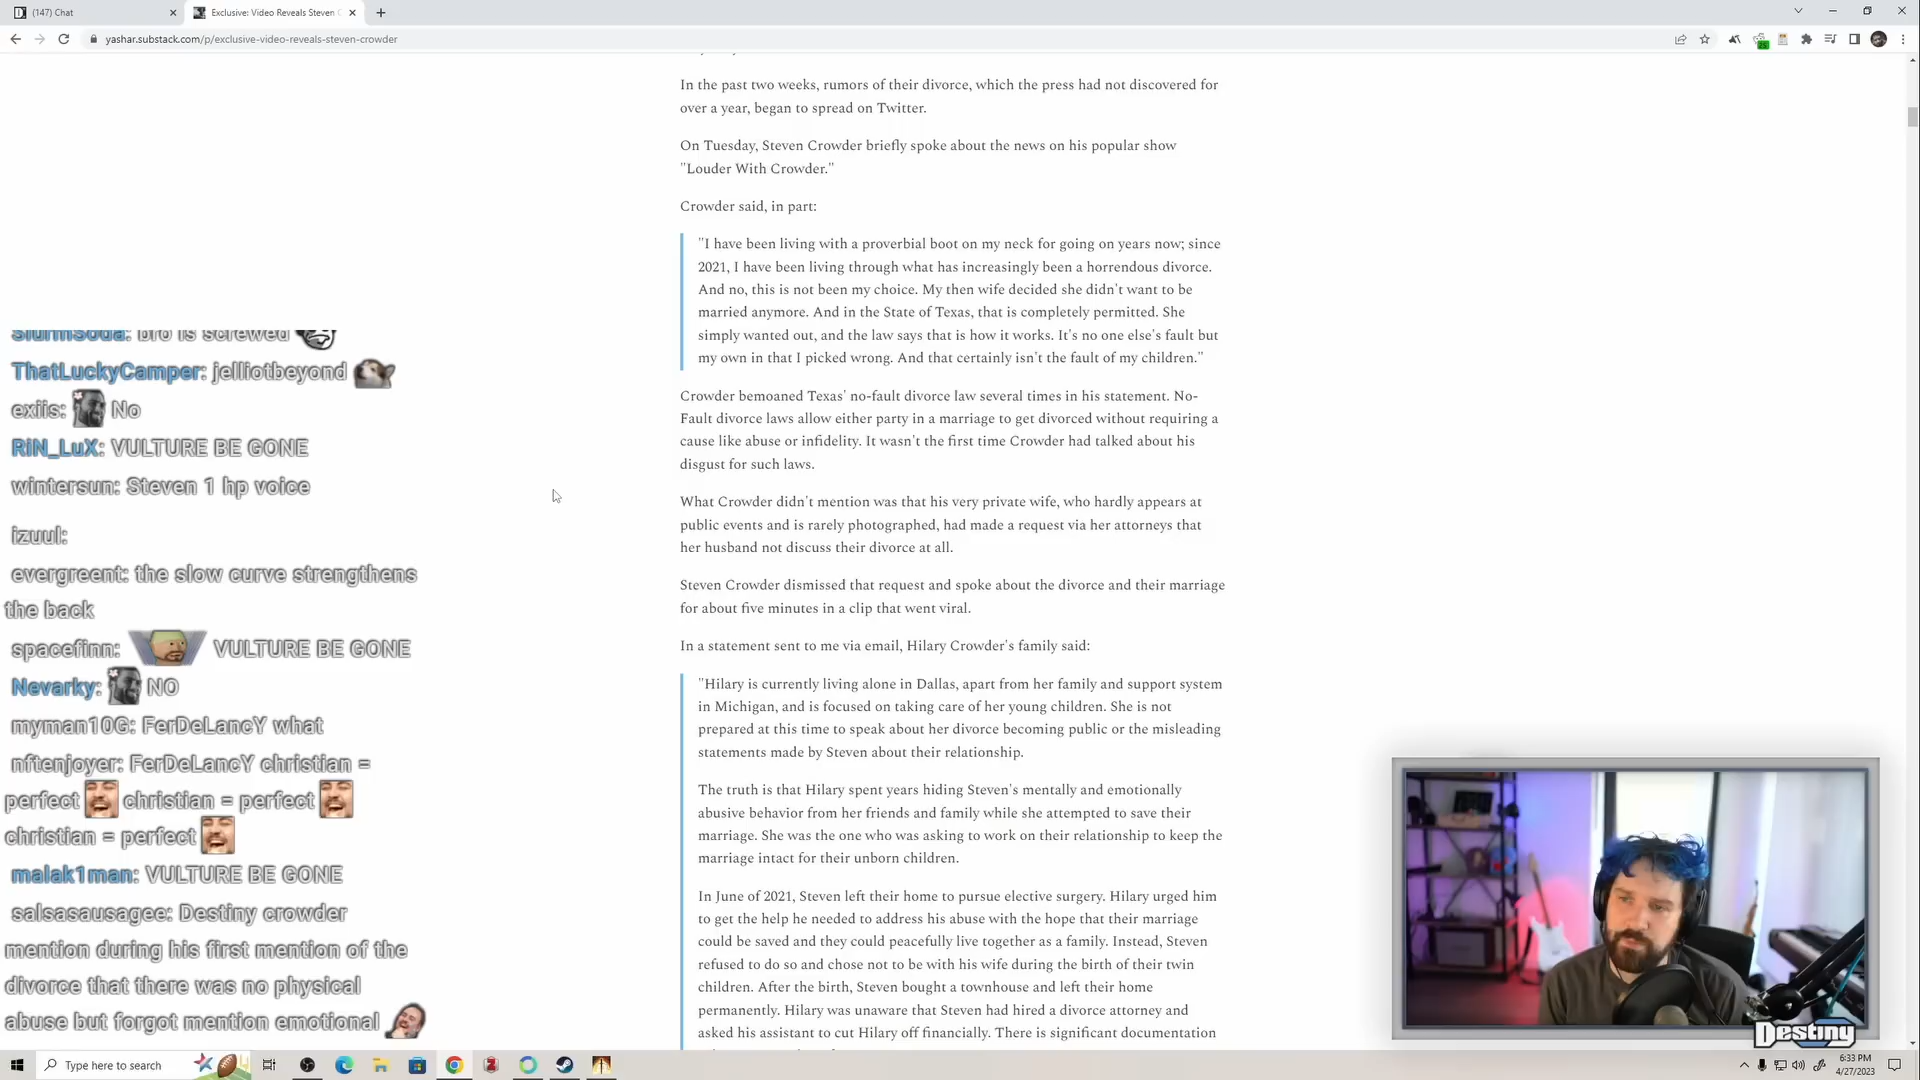 (147) Chat
Exclusive: Video Reveals Steven C
yashar.substack.com/p/exclusive-video-reveals-steven-crowder
In the past two weeks, rumors of their divorce, which the press had not discovered for
over a year, began to spread on Twitter.
On Tuesday, Steven Crowder briefly spoke about the news on his popular show
"Louder With Crowder."
Crowder said, in part:
"I have been living with a proverbial boot on my neck for going on years now; since
2021, I have been living through what has increasingly been a horrendous divorce.
And no, this is not been my choice. My then wife decided she didn't want to be
married anymore. And in the State of Texas, that is completely permitted. She
simply wanted out, and the law says that is how it works. It's no one else's fault but
my own in that I picked wrong. And that certainly isn't the fault of my children."
Crowder bemoaned Texas' no-fault divorce law several times in his statement. No-
Fault divorce laws allow either party in a marriage to get divorced without requiring a
cause like abuse or infidelity. It wasn't the first time Crowder had talked about his
disgust for such laws.
What Crowder didn't mention was that his very private wife, who hardly appears at
public events and is rarely photographed, had made a request via her attorneys that
her husband not discuss their divorce at all.
Steven Crowder dismissed that request and spoke about the divorce and their marriage
for about five minutes in a clip that went viral.
In a statement sent to me via email, Hilary Crowder's family said:
"Hilary is currently living alone in Dallas, apart from her family and support system
in Michigan, and is focused on taking care of her young children. She is not
prepared at this time to speak about her divorce becoming public or the misleading
statements made by Steven about their relationship.
The truth is that Hilary spent years hiding Steven's mentally and emotionally
abusive behavior from her friends and family while she attempted to save their
marriage. She was the one who was asking to work on their relationship to keep the
marriage intact for their unborn children.
In June of 2021, Steven left their home to pursue elective surgery. Hilary urged him
to get the help he needed to address his abuse with the hope that their marriage
could be saved and they could peacefully live together as a family. Instead, Steven
refused to do so and chose not to be with his wife during the birth of their twin
children. After the birth, Steven bought a townhouse and left their home
permanently. Hilary was unaware that Steven had hired a divorce attorney and
asked his assistant to cut Hilary off financially. There is significant documentation
SlurmSoda: bro is screwed
ThatLuckyCamper: jelliotbeyond
exiis: No
RiN_LuX: VULTURE BE GONE
wintersun: Steven 1 hp voice
izuul:
evergreent: the slow curve strengthens
the back
spacefinn: VULTURE BE GONE
Nevarky: NO
myman10G: FerDeLancY what
nftenjoyer: FerDeLancY christian =
perfect christian = perfect
christian = perfect
malak1man: VULTURE BE GONE
salsasausagee: Destiny crowder
mention during his first mention of the
divorce that there was no physical
abuse but forgot mention emotional
Destiny
Type here to search
6:33 PM
4/27/2023